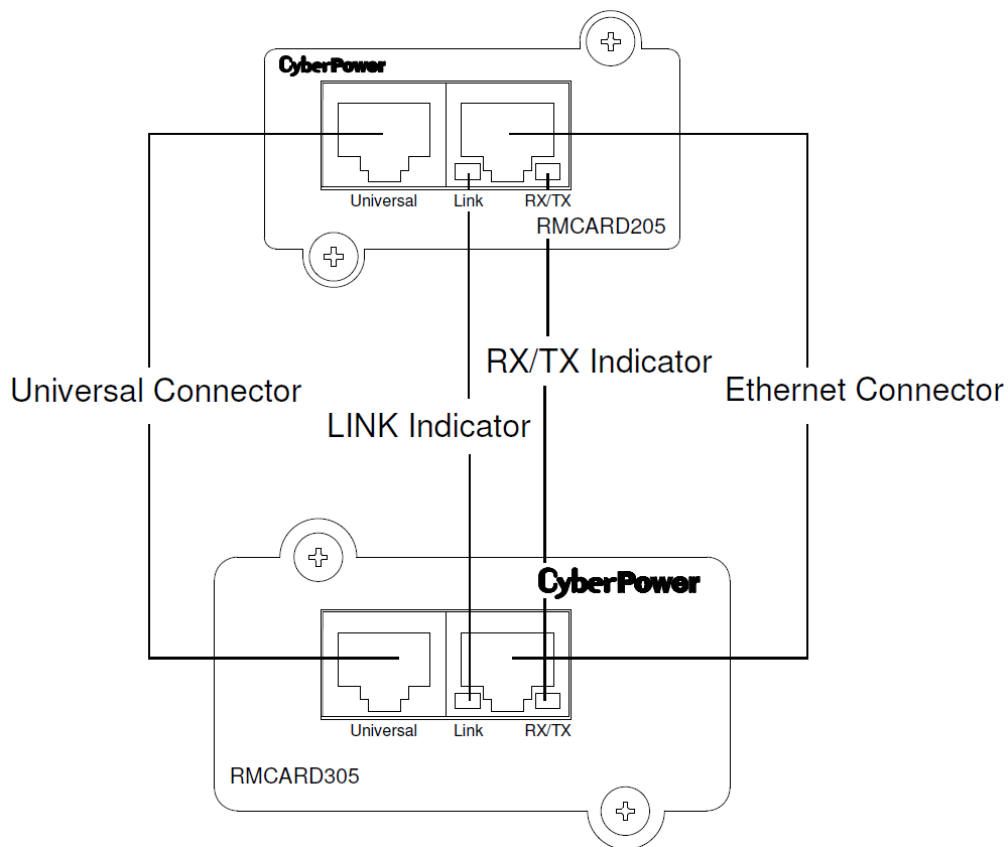 CyberPower
Universal Link RX/TX
RMCARD205
RX/TX Indicator
Universal Connector
Ethernet Connector
LINK Indicator
CyberPower
Universal Link RX/TX
RMCARD305